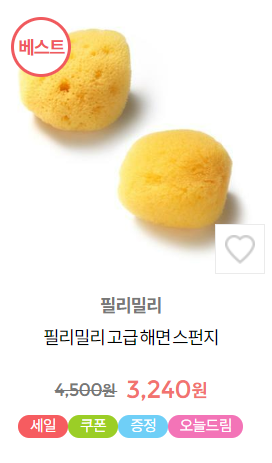 베스트
필리밀리
필리밀리 고급 해면 스펀지
4,500원 3,240원
세일 쿠폰 증정 오늘드림